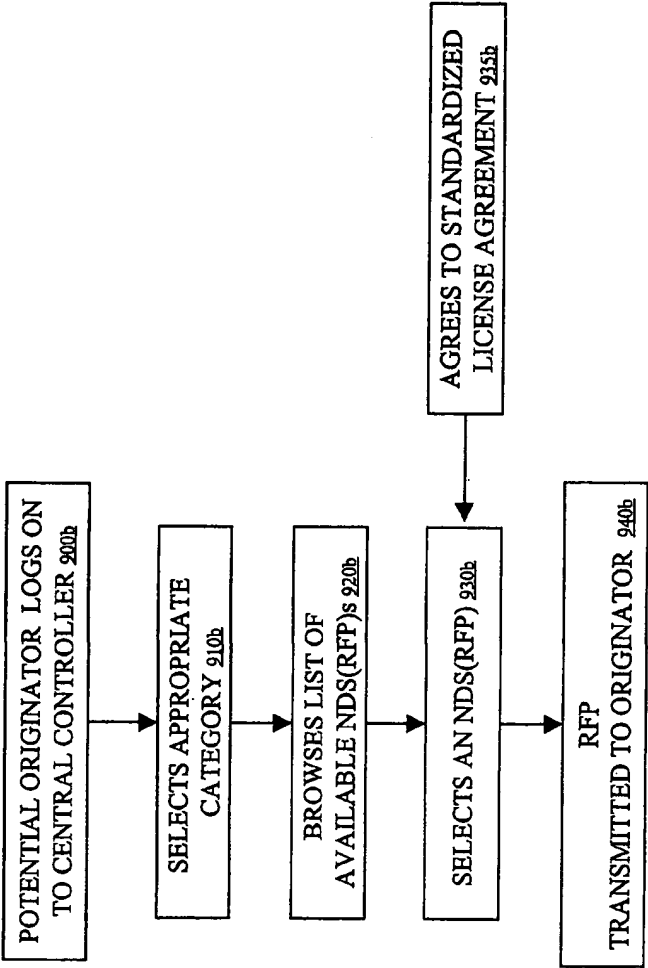 POTENTIAL ORIGINATOR LOGS ON
TO CENTRAL CONTROLLER 900b
SELECTS APPROPRIATE
CATEGORY 910b
BROWSES LIST OF
AVAILABLE NDS(RFP)s 920b
SELECTS AN NDS(RFP) 930b
AGREES TO STANDARDIZED
LICENSE AGREEMENT 935b
RFP
TRANSMITTED TO ORIGINATOR 940b